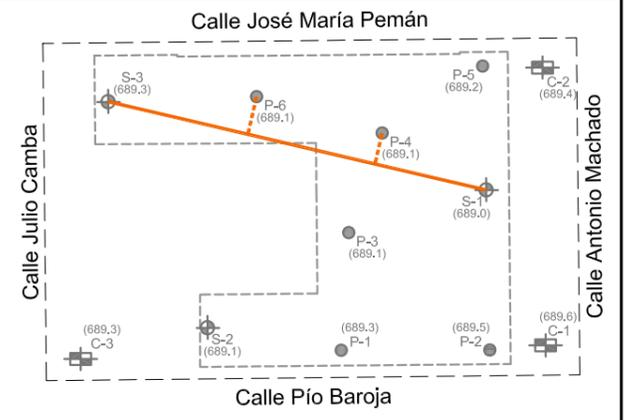 Calle José María Pemán
S-3
(689.3)
P-6
(689.1)
P-5
(689.2)
C-2
(689.4)
P-4
(689.1)
S-1
(689.0)
Calle Julio Camba
Calle Antonio Machado
P-3
(689.1)
(689.3)
C-3
S-2
(689.1)
(689.3)
P-1
(689.5)
P-2
(689.6)
C-1
Calle Pío Baroja